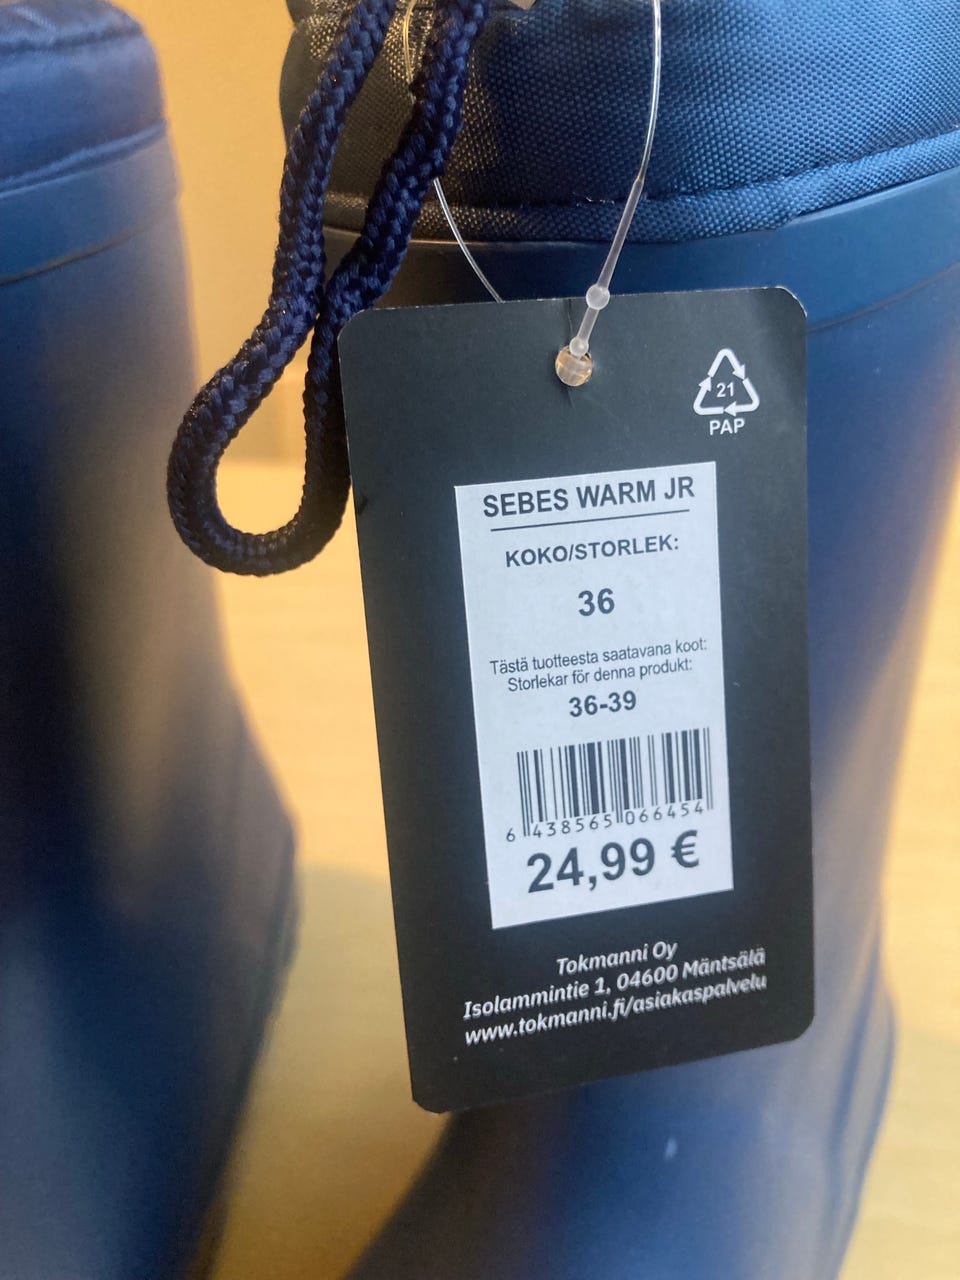 21
PAP
SEBES WARM JR
KOKO/STORLEK:
36
Tästä tuotteesta saatavana koot:
Storlekar för denna produkt:
36-39
6 438565 066454
24,99 €
Tokmanni Oy
Isolammintie 1, 04600 Mäntsälä
www.tokmanni.fi/asiakaspalvelu